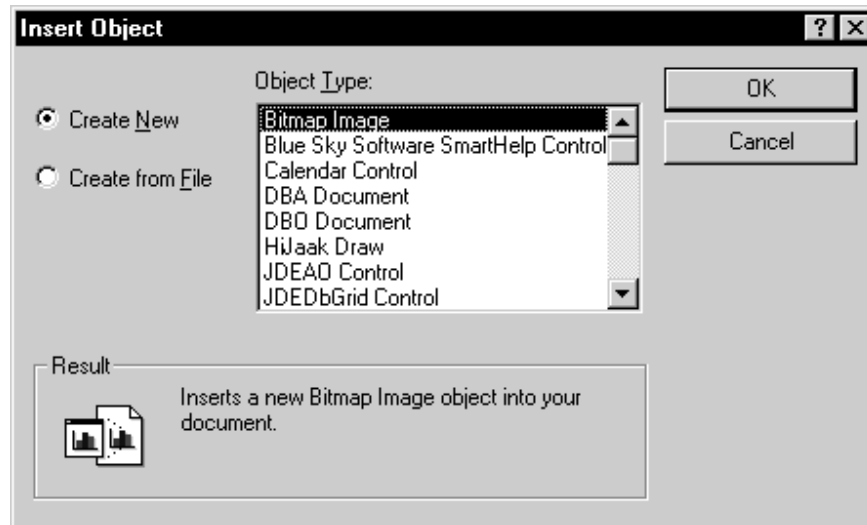 Insert Object
Object Type:
Create New
Create from File
Bitmap Image
Blue Sky Software SmartHelp Control
Calendar Control
DBA Document
DBO Document
HiJaak Draw
JDEAO Control
JDEDbGrid Control
OK
Cancel
Result
Inserts a new Bitmap Image object into your
document.